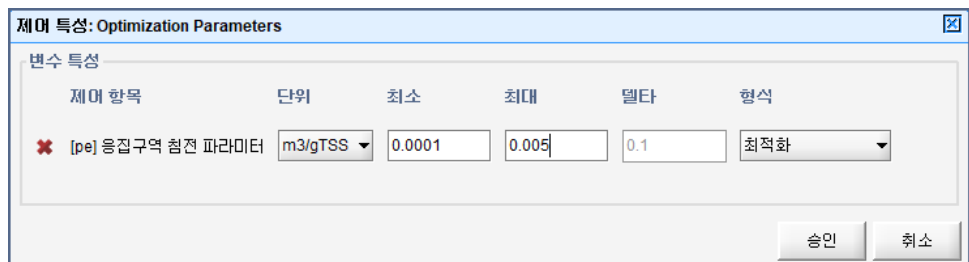 제어 특성: Optimization Parameters
변수 특성
제어 항목 단위 최소 최대 델타 형식
[pe] 응집구역 침전 파라미터 m3/gTSS 0.0001 0.005 0.1 최적화
승인 취소